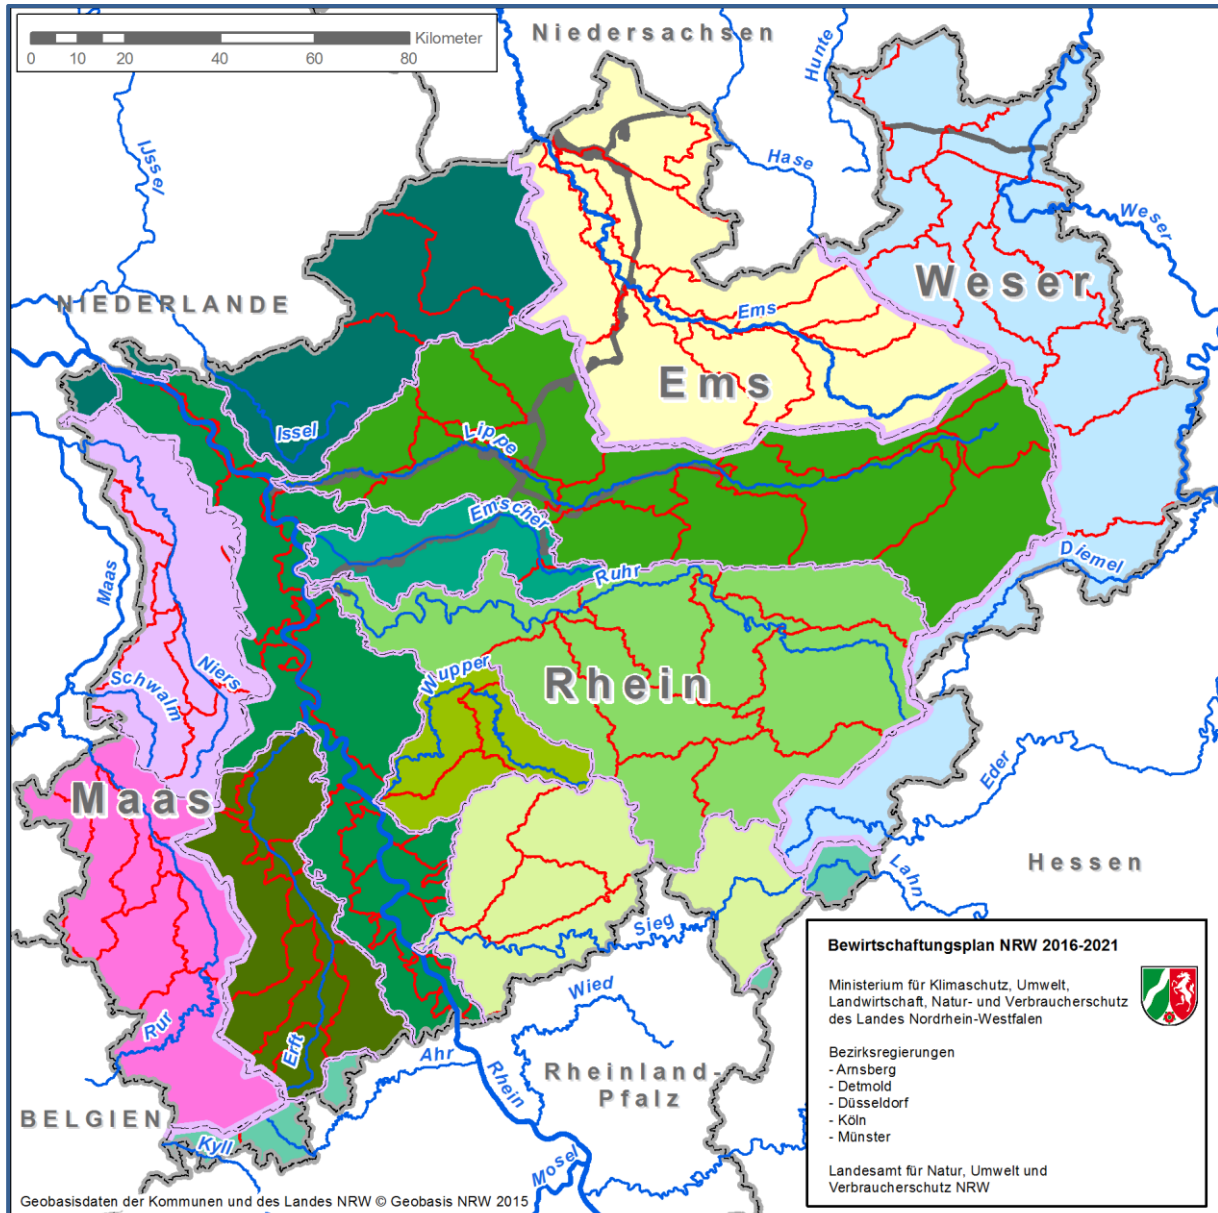 Niedersachsen
Kilometer
0 10 20 40 60 80
Hunte
IJssel
Hase
Weser
Weser
NIEDERLANDE
Ems
Ems
Issel
Lippe
Emscher
Maas
Ruhr
Diemel
Niers
Schwalm
Wupper
Rhein
Maas
Eder
Hessen
Lahn
Sieg
Wied
Rur
Erft
Ahr
Rhein
Rheinland-
Pfalz
BELGIEN
Kyll
Mosel
Bewirtschaftungsplan NRW 2016-2021
Ministerium für Klimaschutz, Umwelt,
Landwirtschaft, Natur- und Verbraucherschutz
des Landes Nordrhein-Westfalen
Bezirksregierungen
- Arnsberg
- Detmold
- Düsseldorf
- Köln
- Münster
Landesamt für Natur, Umwelt und
Verbraucherschutz NRW
Geobasisdaten der Kommunen und des Landes NRW © Geobasis NRW 2015